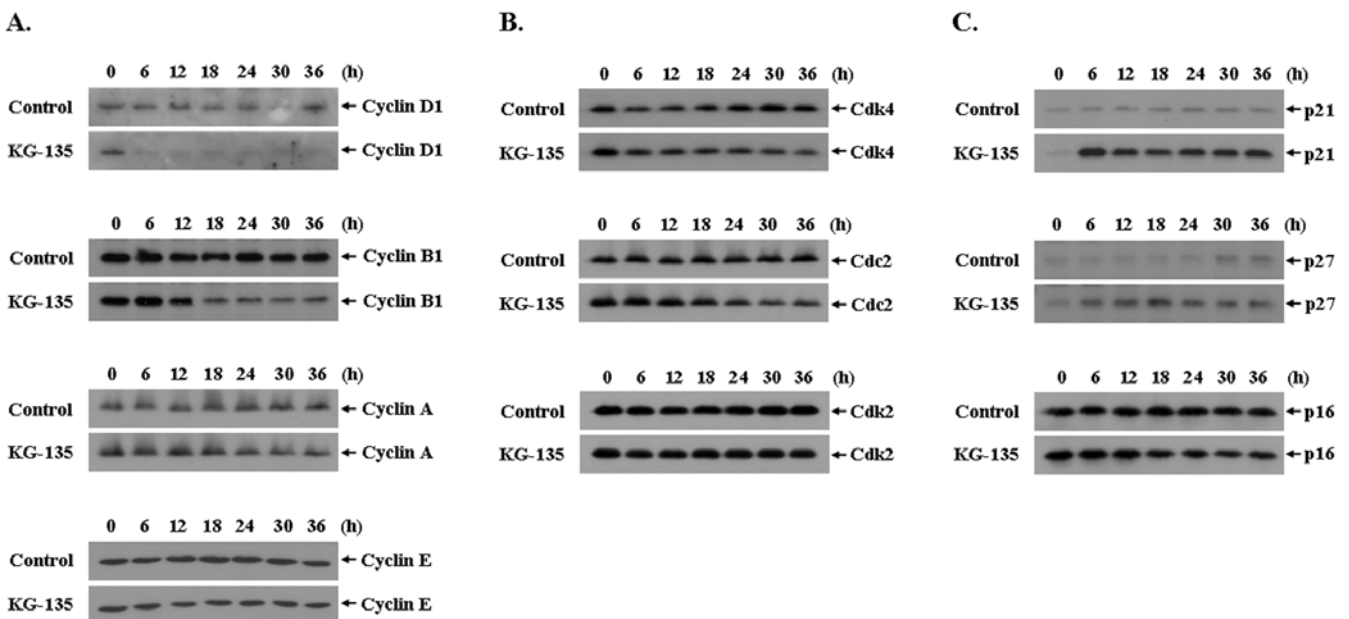 A.
0 6 12 18 24 30 36 (h)
Control ← Cyclin D1
KG-135 ← Cyclin D1
0 6 12 18 24 30 36 (h)
Control ← Cyclin B1
KG-135 ← Cyclin B1
0 6 12 18 24 30 36 (h)
Control ← Cyclin A
KG-135 ← Cyclin A
0 6 12 18 24 30 36 (h)
Control ← Cyclin E
KG-135 ← Cyclin E
B.
0 6 12 18 24 30 36 (h)
Control ← Cdk4
KG-135 ← Cdk4
0 6 12 18 24 30 36 (h)
Control ← Cdc2
KG-135 ← Cdc2
0 6 12 18 24 30 36 (h)
Control ← Cdk2
KG-135 ← Cdk2
C.
0 6 12 18 24 30 36 (h)
Control ← p21
KG-135 ← p21
0 6 12 18 24 30 36 (h)
Control ← p27
KG-135 ← p27
0 6 12 18 24 30 36 (h)
Control ← p16
KG-135 ← p16